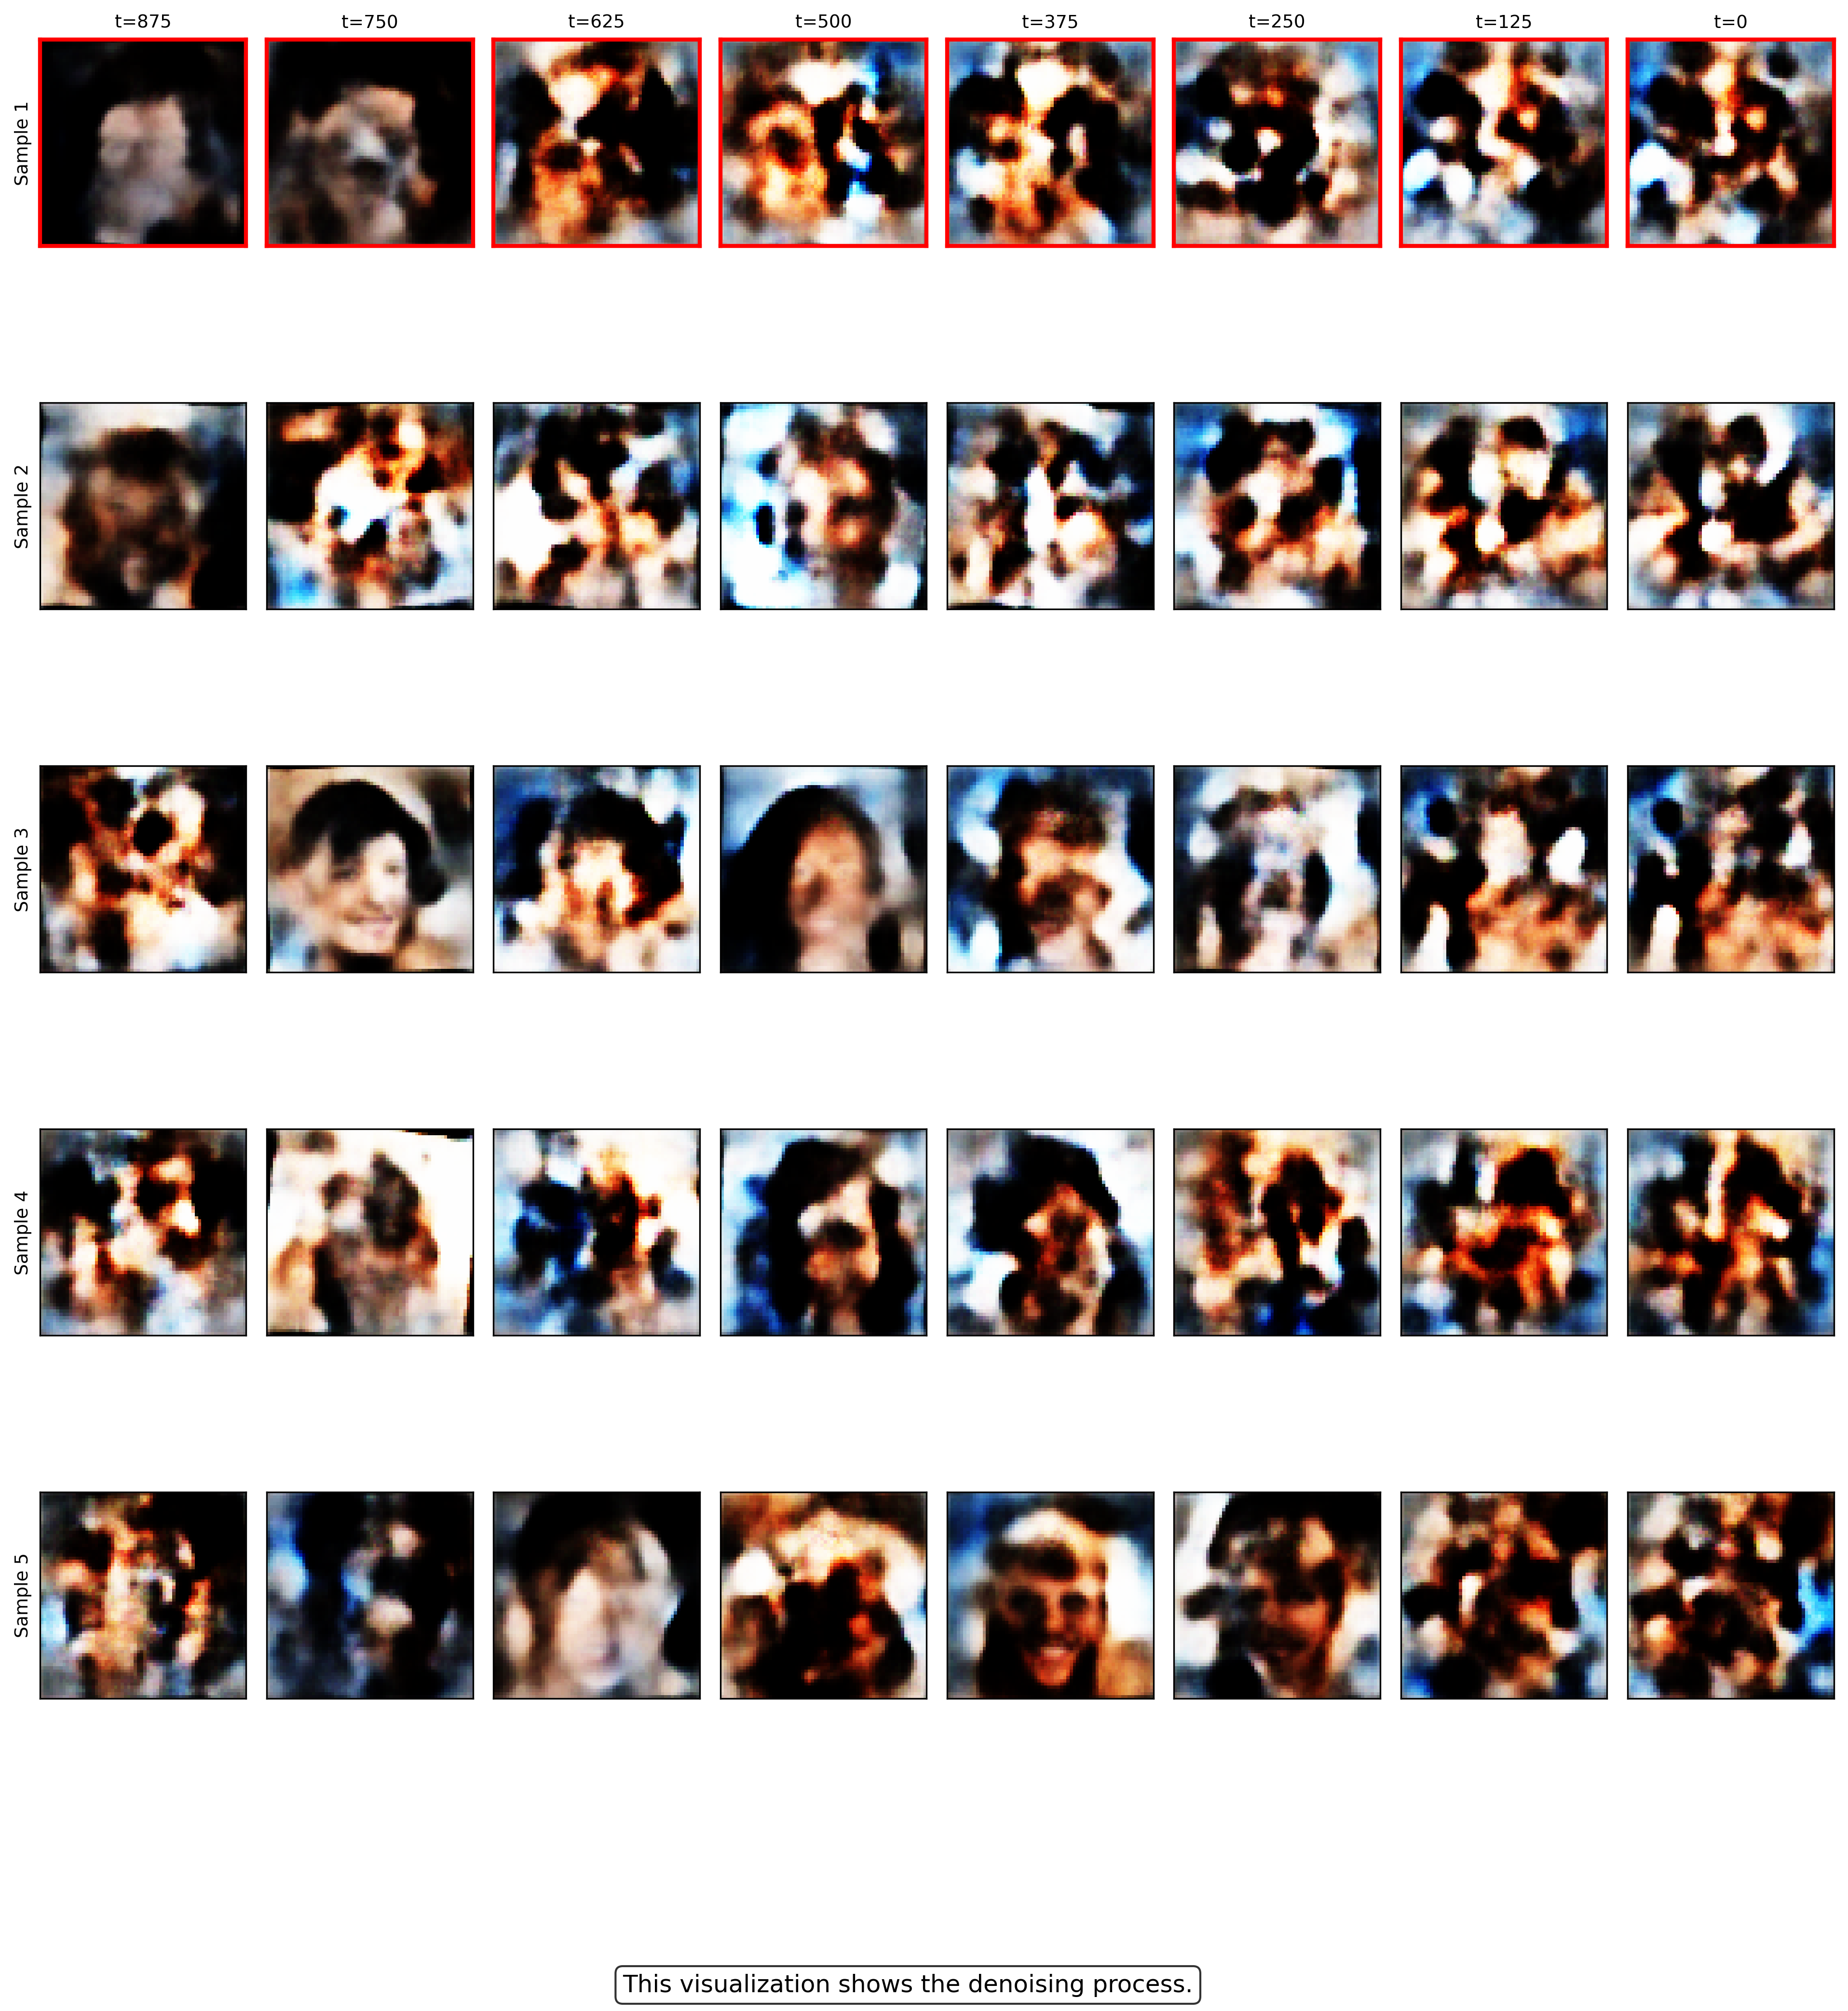 t=875 t=750 t=625 t=500 t=375 t=250 t=125 t=0
Sample 1
Sample 2
Sample 3
Sample 4
Sample 5
This visualization shows the denoising process.